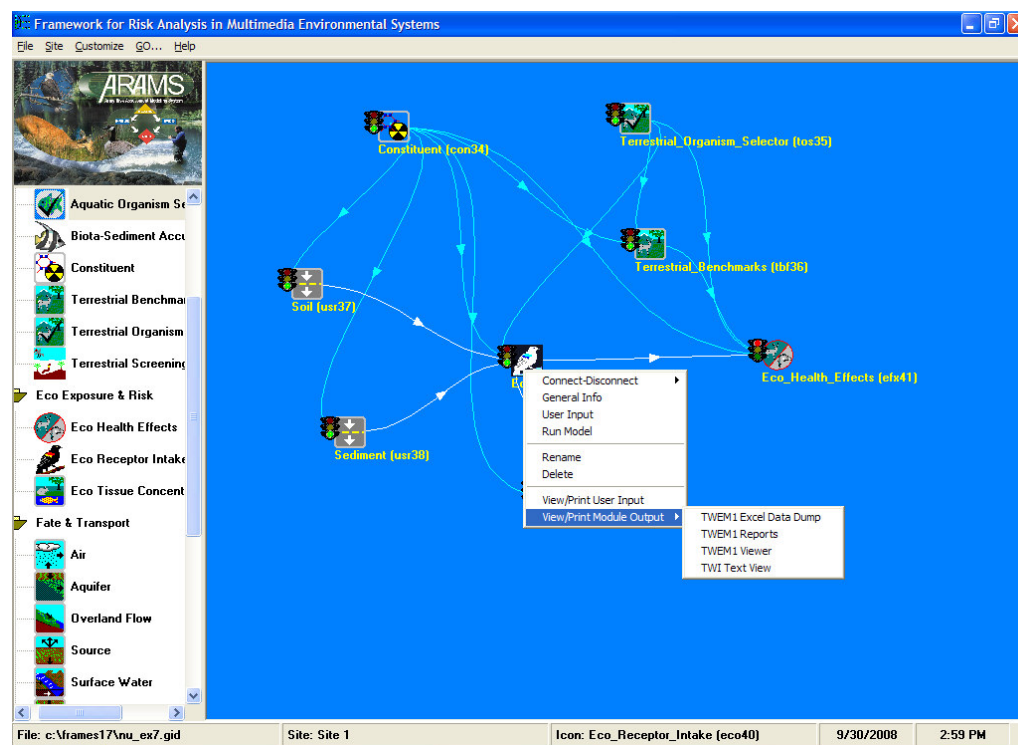 Framework for Risk Analysis in Multimedia Environmental Systems
File Site Customize GO... Help
ARAMS
Aquatic Organism Se
Biota-Sediment Accu
Constituent
Terrestrial Benchmar
Terrestrial Organism
Terrestrial Screening
Eco Exposure & Risk
Eco Health Effects
Eco Receptor Intake
Eco Tissue Concent
Fate & Transport
Air
Aquifer
Overland Flow
Source
Surface Water
Constituent (con34)
Terrestrial_Organism_Selector (tos35)
Terrestrial_Benchmarks (tbf36)
Soil (usr37)
Eco_Health_Effects (efx41)
Sediment (usr38)
Connect-Disconnect
General Info
User Input
Run Model
Rename
Delete
View/Print User Input
View/Print Module Output
TWEM1 Excel Data Dump
TWEM1 Reports
TWEM1 Viewer
TWI Text View
File: c:\frames17\nu_ex7.gid
Site: Site 1
Icon: Eco_Receptor_Intake (eco40)
9/30/2008
2:59 PM